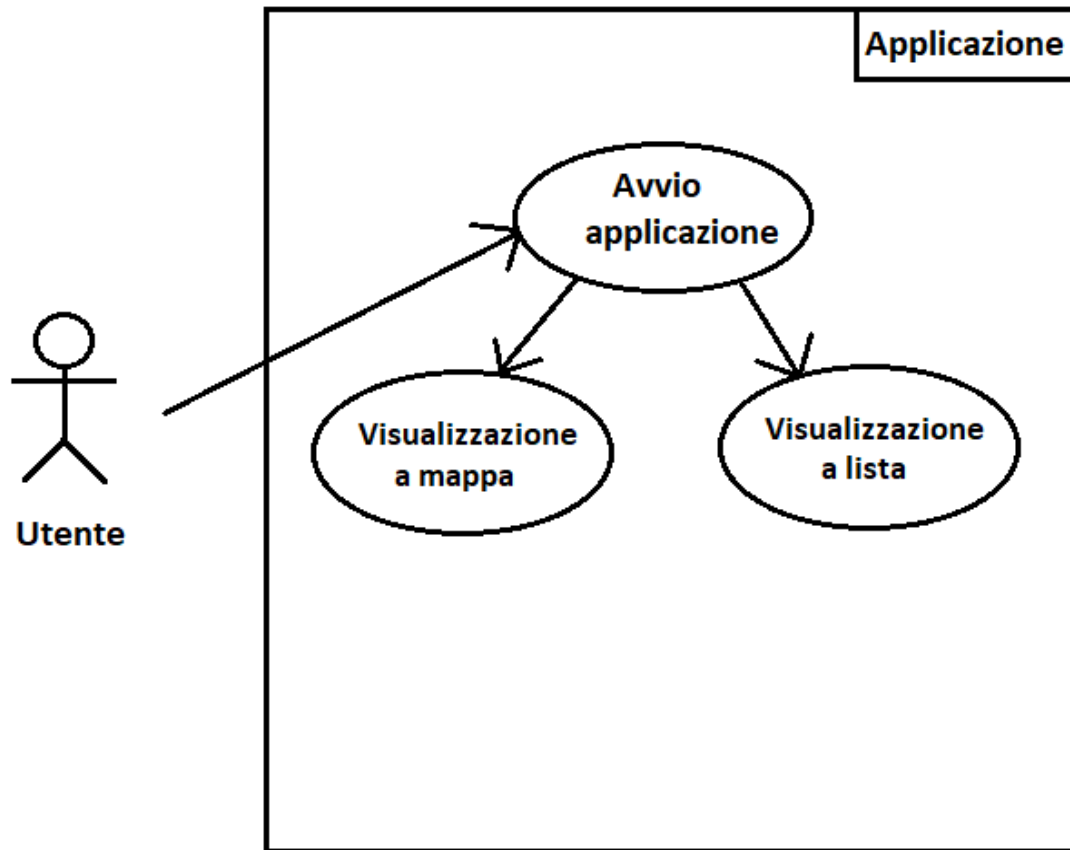 Applicazione
Avvio
applicazione
Visualizzazione
a mappa
Visualizzazione
a lista
Utente